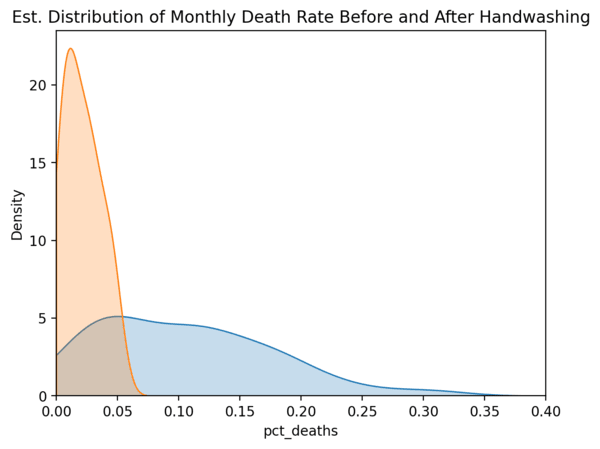 Est. Distribution of Monthly Death Rate Before and After Handwashing
20
15
10
5
0
Density
0.00 0.05 0.10 0.15 0.20 0.25 0.30 0.35 0.40
pct_deaths